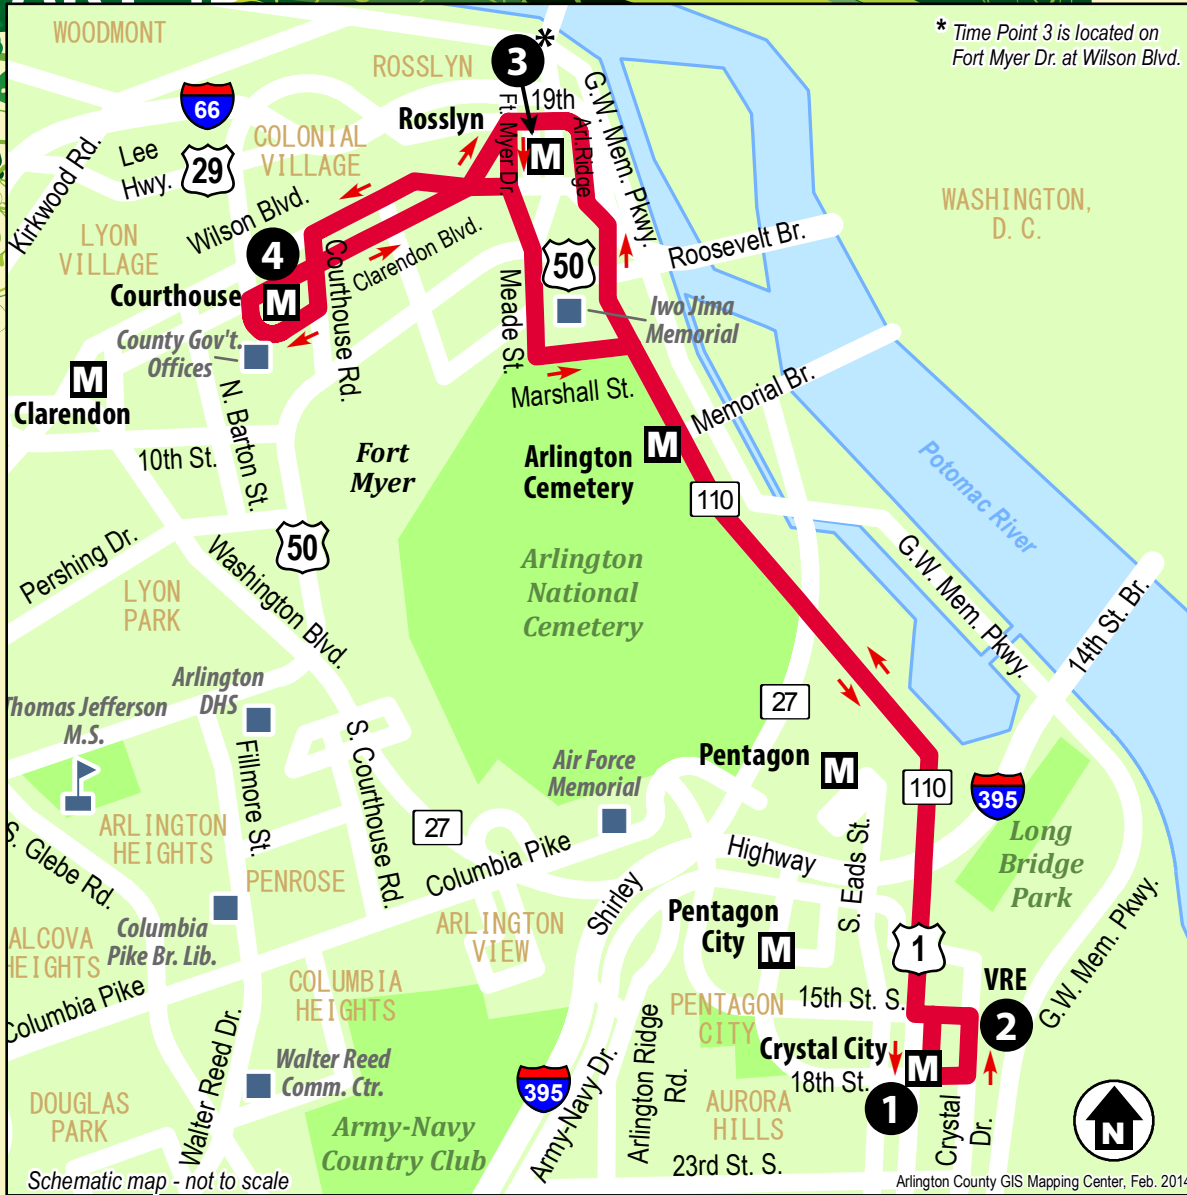 * Time Point 3 is located on
Fort Myer Dr. at Wilson Blvd.
WOODMONT
ROSSLYN
3
*
66
19th
Rosslyn
M
Ft. Myer Dr.
Arl.Ridge
G.W. Mem. Pkwy.
Kirkwood Rd.
Lee
Hwy.
29
COLONIAL
VILLAGE
WASHINGTON,
D. C.
Wilson Blvd.
LYON
VILLAGE
4
Courthouse
M
Courthouse Rd.
Clarendon Blvd.
50
Roosevelt Br.
Meade St.
Iwo Jima
Memorial
County Gov't.
Offices
M
Clarendon
Marshall St.
Memorial Br.
N. Barton St.
10th St.
Fort
Myer
Arlington
Cemetery
M
110
Potomac River
50
Pershing Dr.
Washington Blvd.
Arlington
National
Cemetery
G.W. Mem. Pkwy.
14th St. Br.
LYON
PARK
Arlington
DHS
Thomas Jefferson
M.S.
27
Fillmore St.
S. Courthouse Rd.
Air Force
Memorial
Pentagon
M
110
395
Long
Bridge
Park
ARLINGTON
HEIGHTS
27
S. Glebe Rd.
PENROSE
Columbia Pike
Shirley
Highway
S. Eads St.
Columbia
Pike Br. Lib.
ARLINGTON
VIEW
Pentagon
City
M
1
G.W. Mem. Pkwy.
ALCOVA
HEIGHTS
Columbia Pike
COLUMBIA
HEIGHTS
PENTAGON
CITY
15th St. S.
VRE
2
Walter Reed Dr.
Walter Reed
Comm. Ctr.
Crystal City
M
18th St.
1
395
Army-Navy Dr.
Arlington Ridge
Rd.
AURORA
HILLS
Crystal
Dr.
DOUGLAS
PARK
Army-Navy
Country Club
23rd St. S.
N
Schematic map - not to scale
Arlington County GIS Mapping Center, Feb. 2014